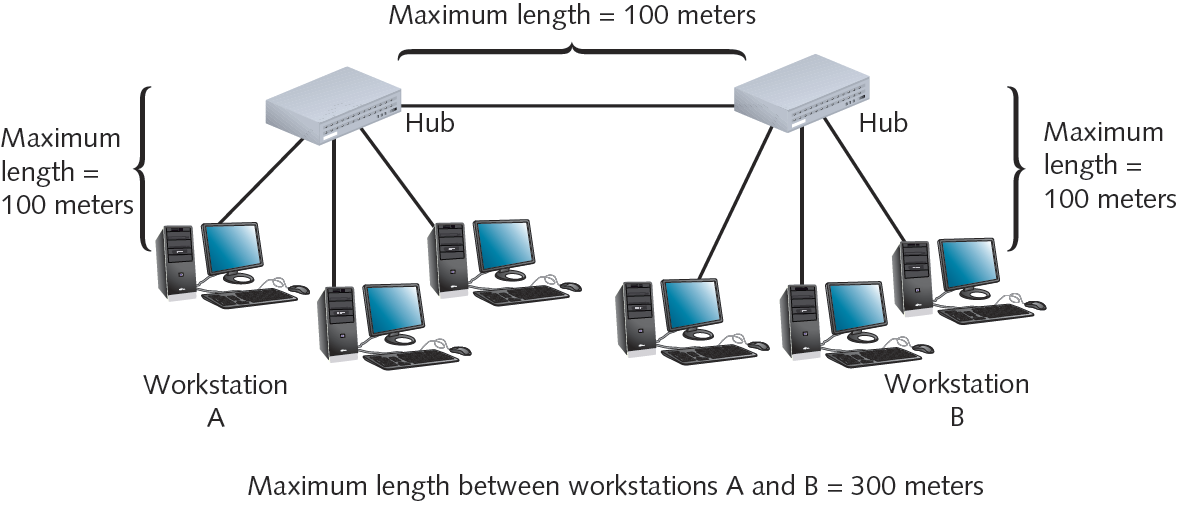 Maximum length = 100 meters
Hub
Hub
Maximum
length =
100 meters
Maximum
length =
100 meters
Workstation
A
Workstation
B
Maximum length between workstations A and B = 300 meters